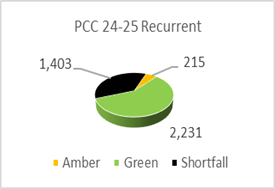 PCC 24-25 Recurrent
1,403
215
2,231
Amber Green Shortfall